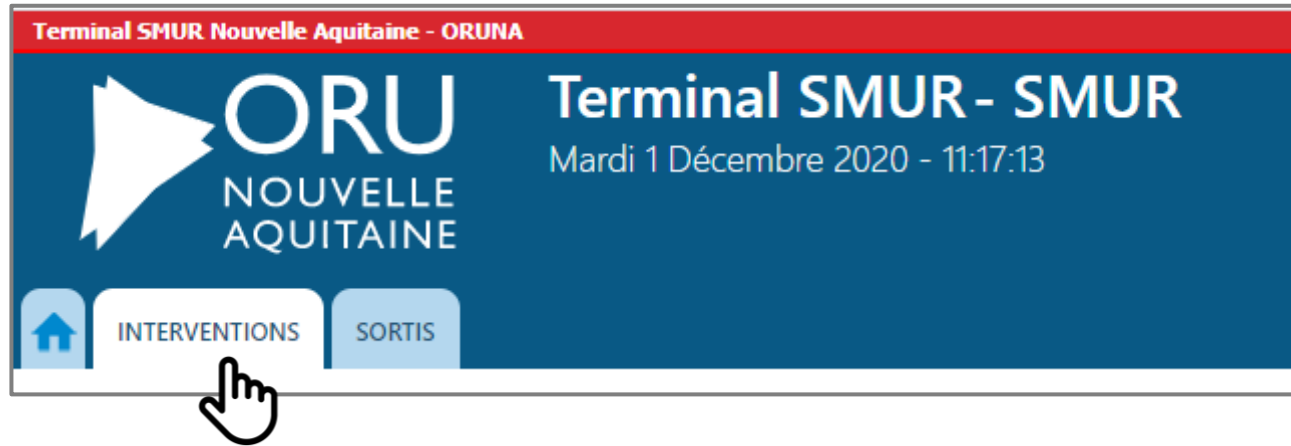 Terminal SMUR Nouvelle Aquitaine - ORUNA
ORU
NOUVELLE
AQUITAINE
Terminal SMUR - SMUR
Mardi 1 Décembre 2020 - 11:17:13
INTERVENTIONS
SORTIS